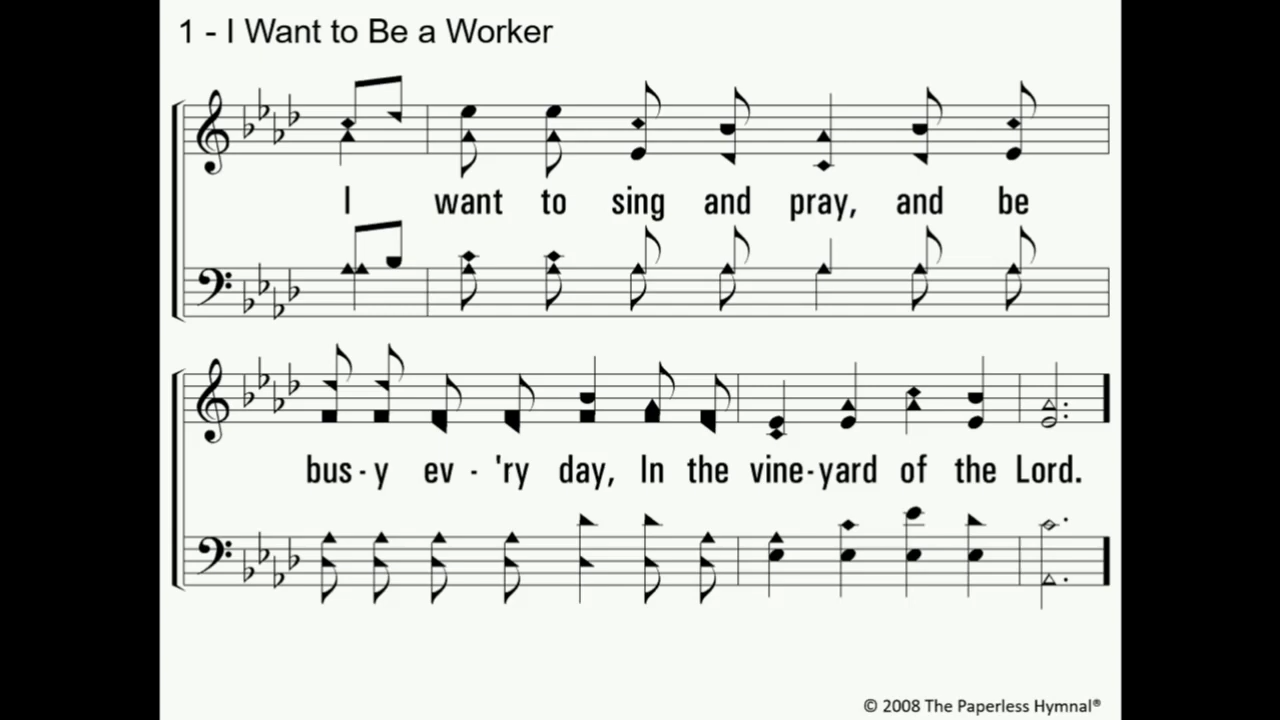 1 - I Want to Be a Worker
I want to sing and pray, and be
bus - y ev - 'ry day, In the vine - yard of the Lord.
© 2008 The Paperless Hymnal®